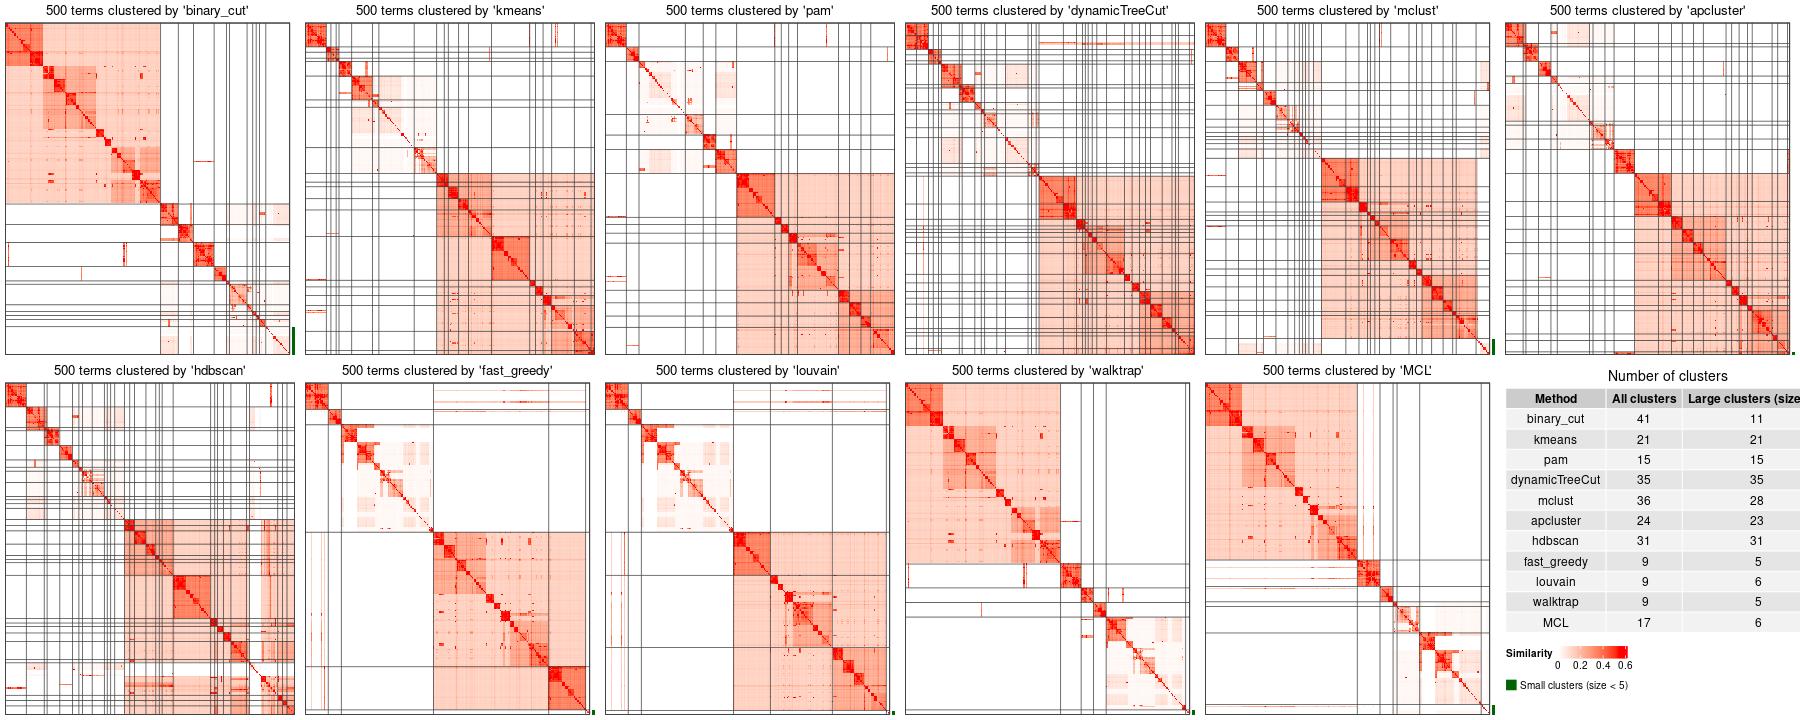 500 terms clustered by 'binary_cut'
500 terms clustered by 'kmeans'
500 terms clustered by 'pam'
500 terms clustered by 'dynamicTreeCut'
500 terms clustered by 'mclust'
500 terms clustered by 'apcluster'
500 terms clustered by 'hdbscan'
500 terms clustered by 'fast_greedy'
500 terms clustered by 'louvain'
500 terms clustered by 'walktrap'
500 terms clustered by 'MCL'
Number of clusters
Method All clusters Large clusters (size
binary_cut 41 11
kmeans 21 21
pam 15 15
dynamicTreeCut 35 35
mclust 36 28
apcluster 24 23
hdbscan 31 31
fast_greedy 9 5
louvain 9 6
walktrap 9 5
MCL 17 6
Similarity
0 0.2 0.4 0.6
Small clusters (size < 5)